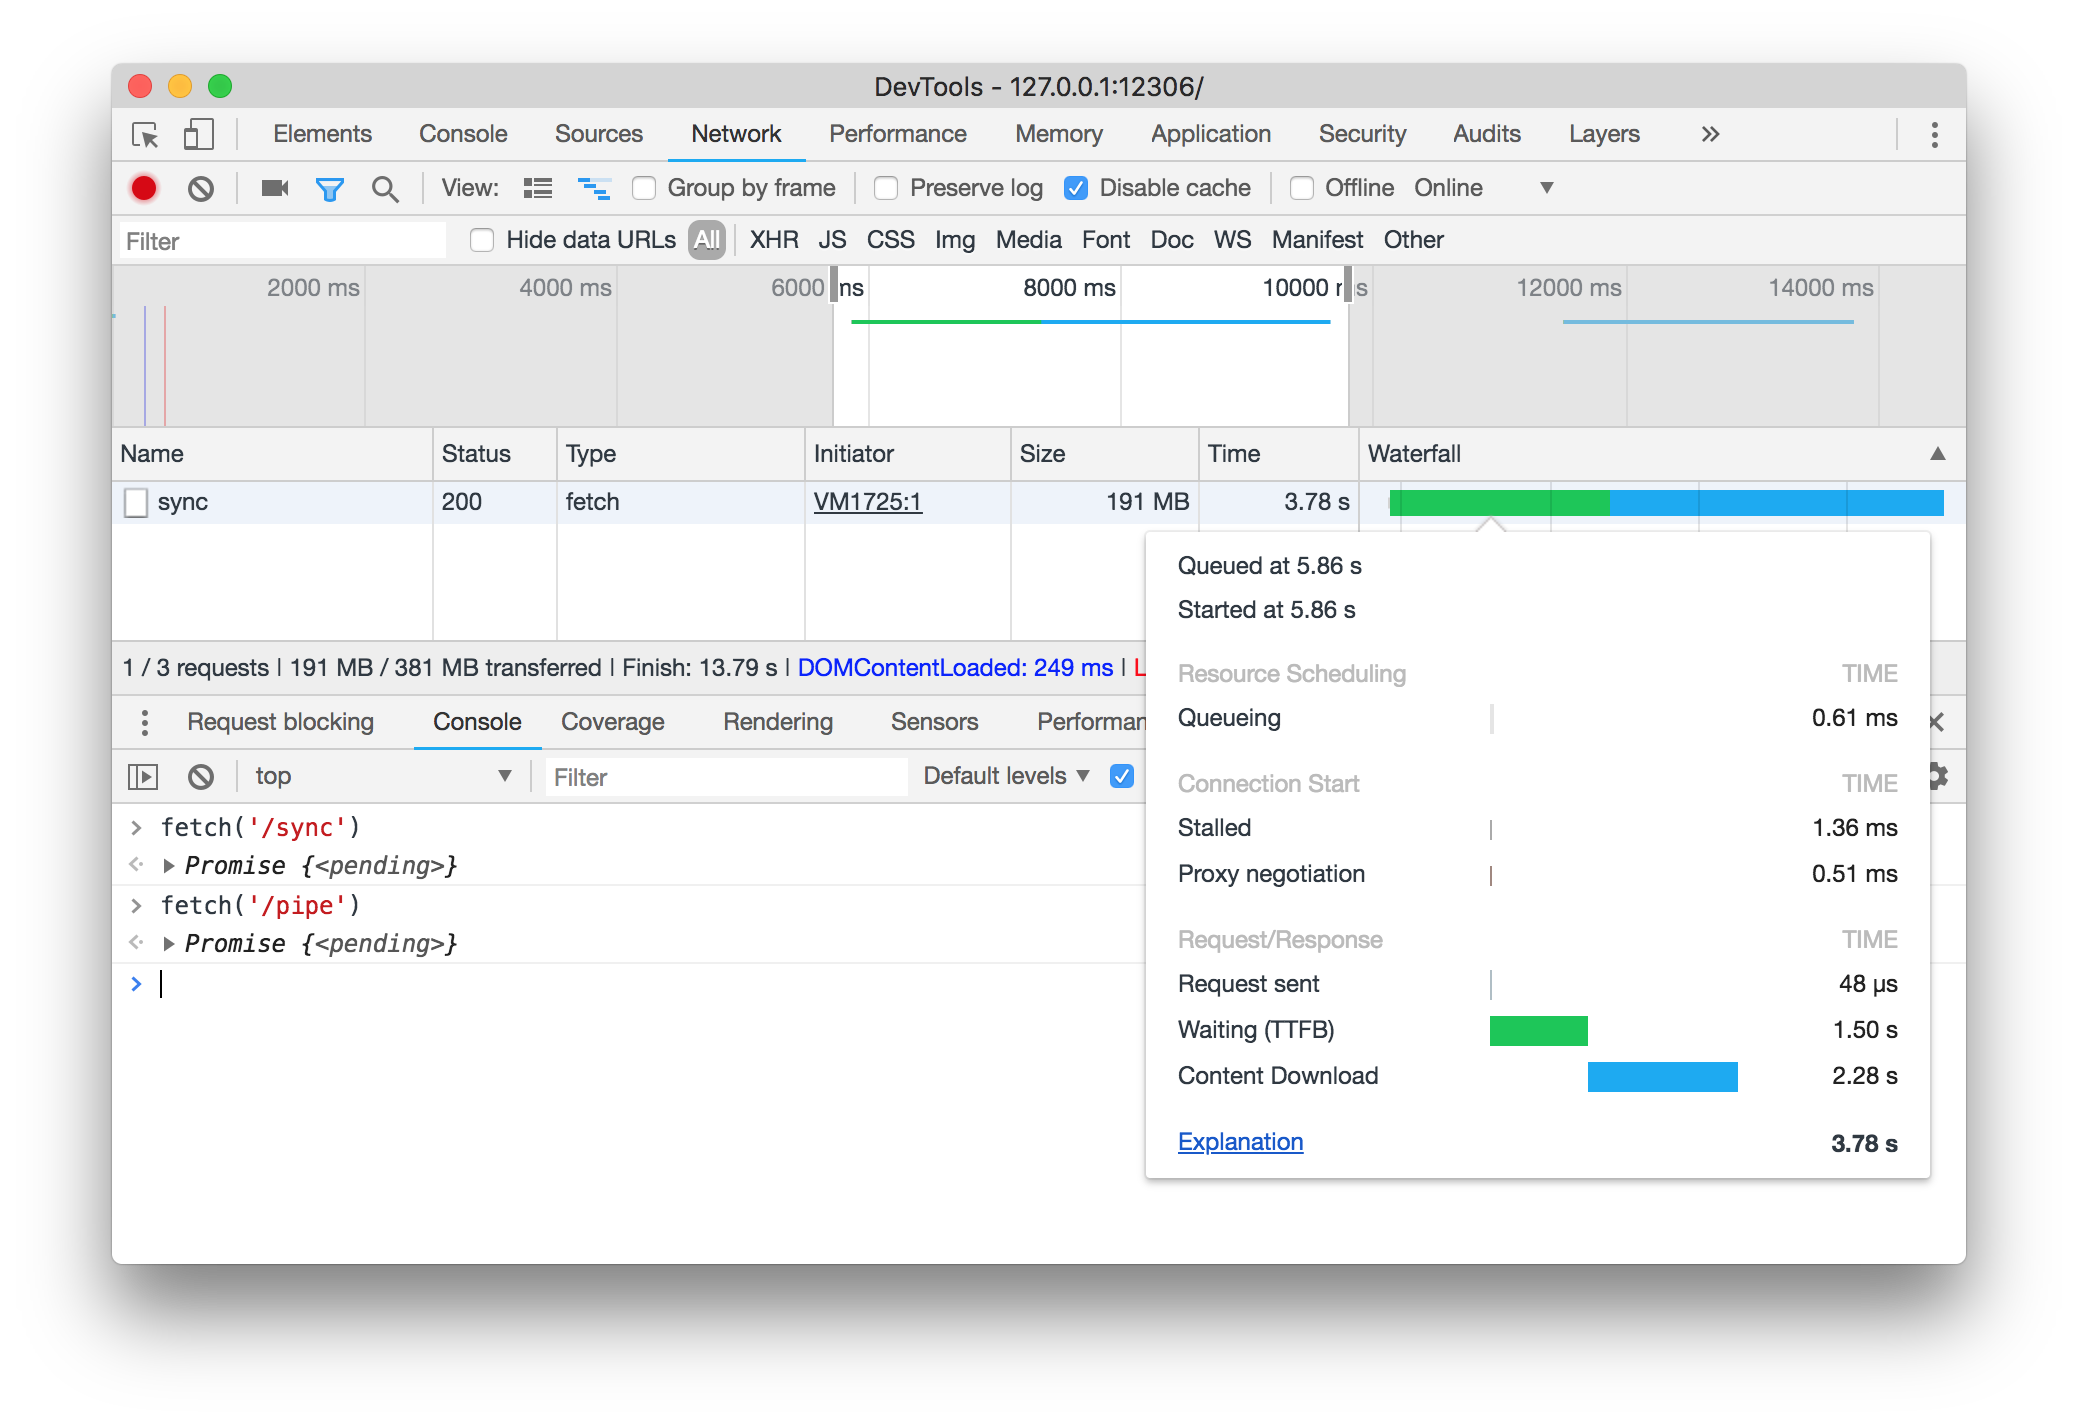 DevTools - 127.0.0.1:12306/
Elements Console Sources Network Performance Memory Application Security Audits Layers »
View: Group by frame Preserve log Disable cache Offline Online
Filter Hide data URLs All XHR JS CSS Img Media Font Doc WS Manifest Other
2000 ms 4000 ms 6000 ms 8000 ms 10000 ms 12000 ms 14000 ms
Name Status Type Initiator Size Time Waterfall
sync 200 fetch VM1725:1 191 MB 3.78 s
Queued at 5.86 s
Started at 5.86 s
Resource Scheduling TIME
Queueing 0.61 ms
Connection Start TIME
Stalled 1.36 ms
Proxy negotiation 0.51 ms
Request/Response TIME
Request sent 48 µs
Waiting (TTFB) 1.50 s
Content Download 2.28 s
Explanation 3.78 s
1 / 3 requests | 191 MB / 381 MB transferred | Finish: 13.79 s | DOMContentLoaded: 249 ms | L
Request blocking Console Coverage Rendering Sensors Performan
top Filter Default levels
> fetch('/sync')
Promise {<pending>}
> fetch('/pipe')
Promise {<pending>}
>